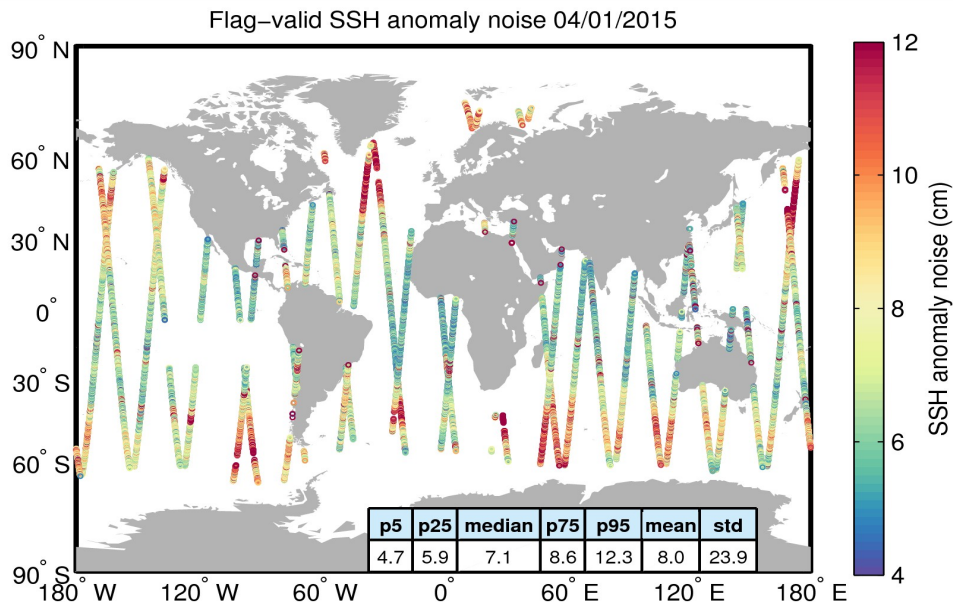 Flag−valid SSH anomaly noise 04/01/2015
90° N
60° N
30° N
0°
30° S
60° S
90° S
180° W 120° W 60° W 0° 60° E 120° E 180° E
p5 p25 median p75 p95 mean std
4.7 5.9 7.1 8.6 12.3 8.0 23.9
12
10
8
6
4
SSH anomaly noise (cm)